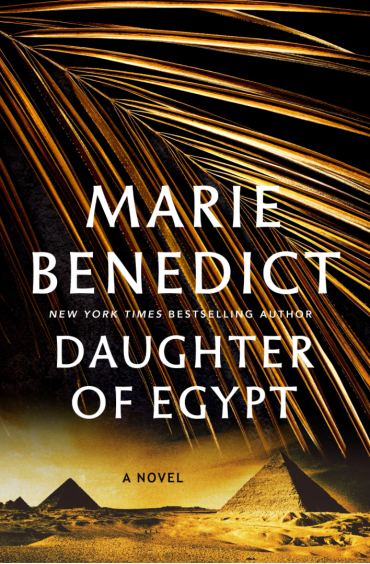 MARIE
BENEDICT
NEW YORK TIMES BESTSELLING AUTHOR
DAUGHTER
OF EGYPT
A NOVEL